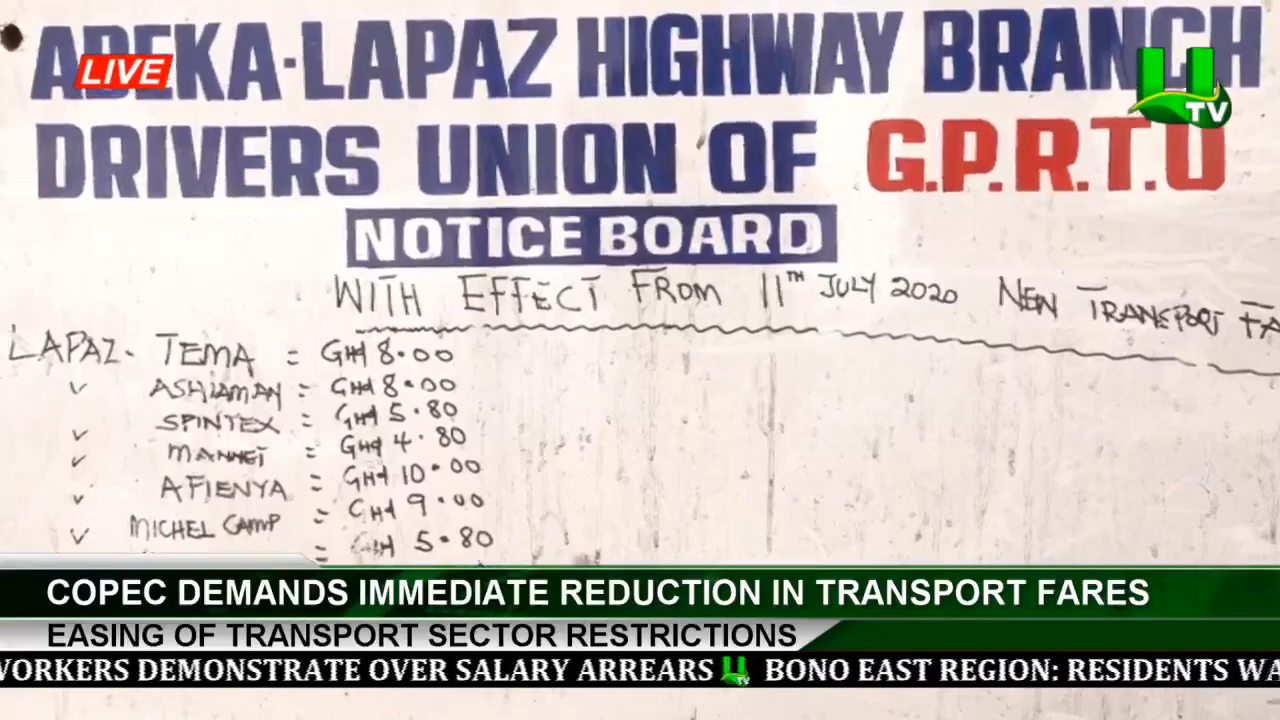 ABEKA-LAPAZ HIGHWAY BRANCH
LIVE
U TV
DRIVERS UNION OF G.P.R.T.U
NOTICE BOARD
WITH EFFECT FROM 11TH JULY 2020 NEW TRANSPORT FA
LAPAZ - TEMA = GH¢ 8.00
✓ ASHIAMAN = GH¢ 8.00
SPINTEX = GH¢ 5.80
✓ = GH¢ 4.80
✓ AFIENYA = GH¢ 10.00
✓ MICHEL CAMP = GH¢ 9.00
✓ = GH¢ 5.80
COPEC DEMANDS IMMEDIATE REDUCTION IN TRANSPORT FARES
EASING OF TRANSPORT SECTOR RESTRICTIONS
WORKERS DEMONSTRATE OVER SALARY ARREARS U TV BONO EAST REGION: RESIDENTS WA